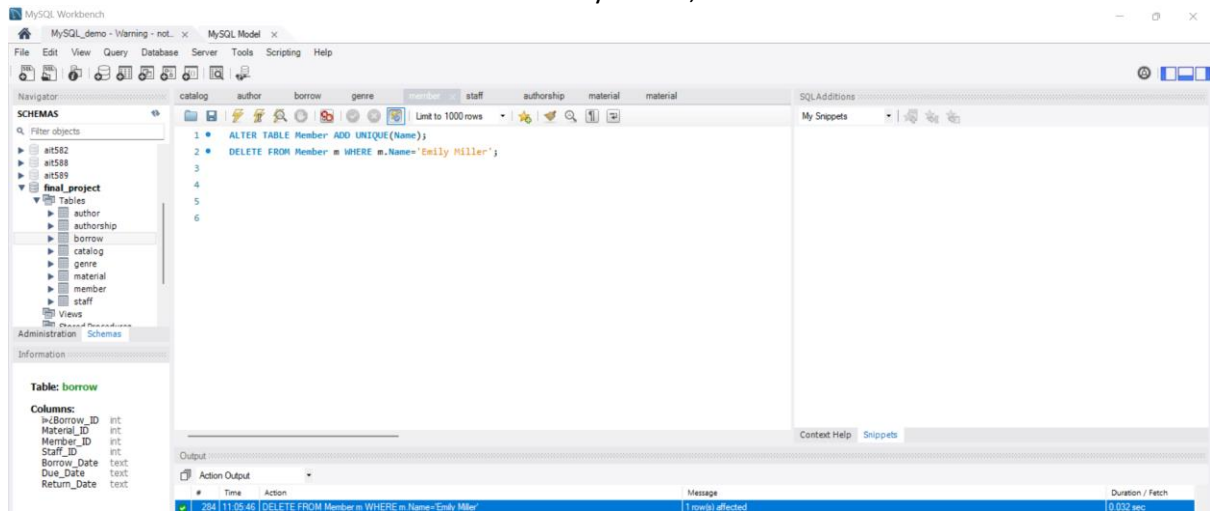 MySQL Workbench
MySQL_demo - Warning - not... MySQL Model
File Edit View Query Database Server Tools Scripting Help
Navigator
SCHEMAS
Filter objects
ait582
ait588
ait589
final_project
Tables
author
authorship
borrow
catalog
genre
material
member
staff
Views
Administration Schemas
Information
Table: borrow
Columns:
Borrow_ID int
Material_ID int
Member_ID int
Staff_ID int
Borrow_Date text
Due_Date text
Return_Date text
catalog author borrow genre member staff authorship material material
Limit to 1000 rows
1 ALTER TABLE Member ADD UNIQUE(Name);
2 DELETE FROM Member m WHERE m.Name='Emily Miller';
3
4
5
6
SQLAdditions
My Snippets
Context Help Snippets
Output
Action Output
# Time Action Message Duration / Fetch
284 11:05:46 DELETE FROM Member m WHERE m.Name='Emily Miller' 1 row(s) affected 0.032 sec